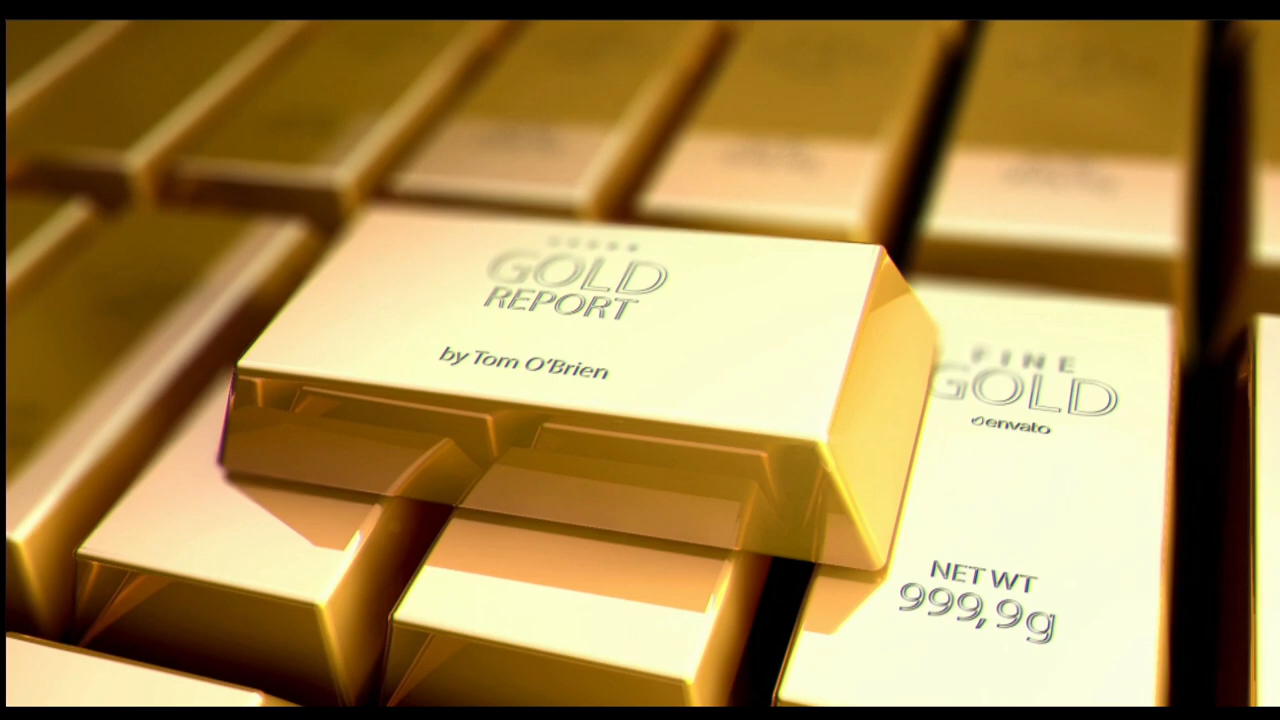 GOLD
REPORT
by Tom O'Brien
FINE
GOLD
envato
NET WT
999,9g